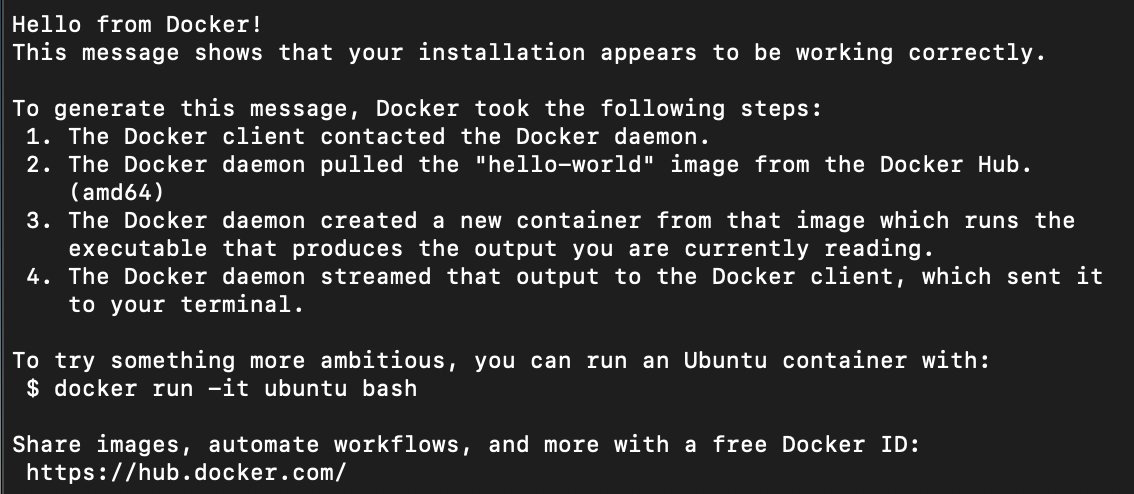 Hello from Docker!
This message shows that your installation appears to be working correctly.

To generate this message, Docker took the following steps:
 1. The Docker client contacted the Docker daemon.
 2. The Docker daemon pulled the "hello-world" image from the Docker Hub.
    (amd64)
 3. The Docker daemon created a new container from that image which runs the
    executable that produces the output you are currently reading.
 4. The Docker daemon streamed that output to the Docker client, which sent it
    to your terminal.

To try something more ambitious, you can run an Ubuntu container with:
 $ docker run -it ubuntu bash

Share images, automate workflows, and more with a free Docker ID:
 https://hub.docker.com/